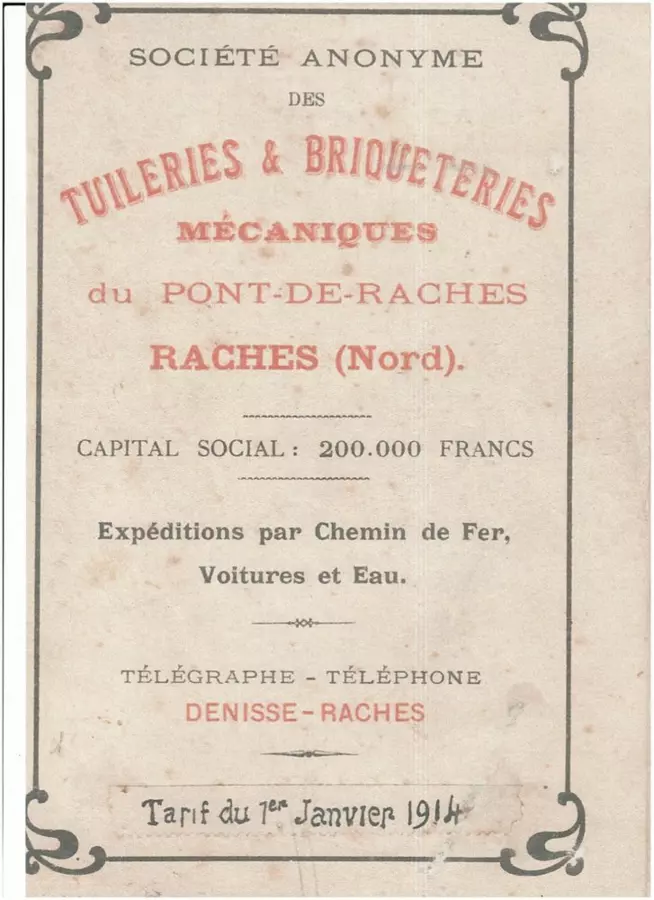 SOCIÉTÉ ANONYME
DES
TUILERIES & BRIQUETERIES
MÉCANIQUES
du PONT-DE-RACHES
RACHES (Nord).
CAPITAL SOCIAL : 200.000 FRANCS
Expéditions par Chemin de Fer,
Voitures et Eau.
TÉLÉGRAPHE - TÉLÉPHONE
DENISSE-RACHES
Tarif du 1er Janvier 1914